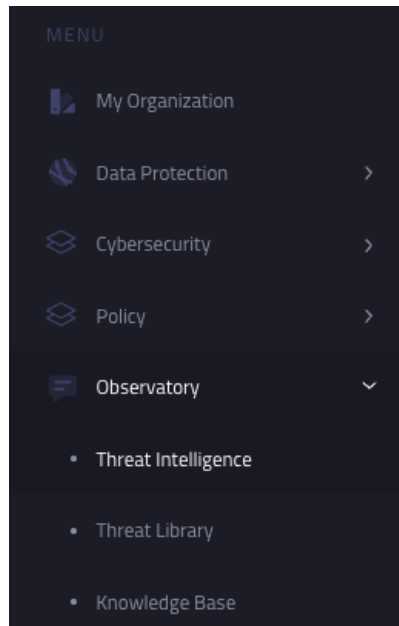 MENU
My Organization
Data Protection
Cybersecurity
Policy
Observatory
Threat Intelligence
Threat Library
Knowledge Base